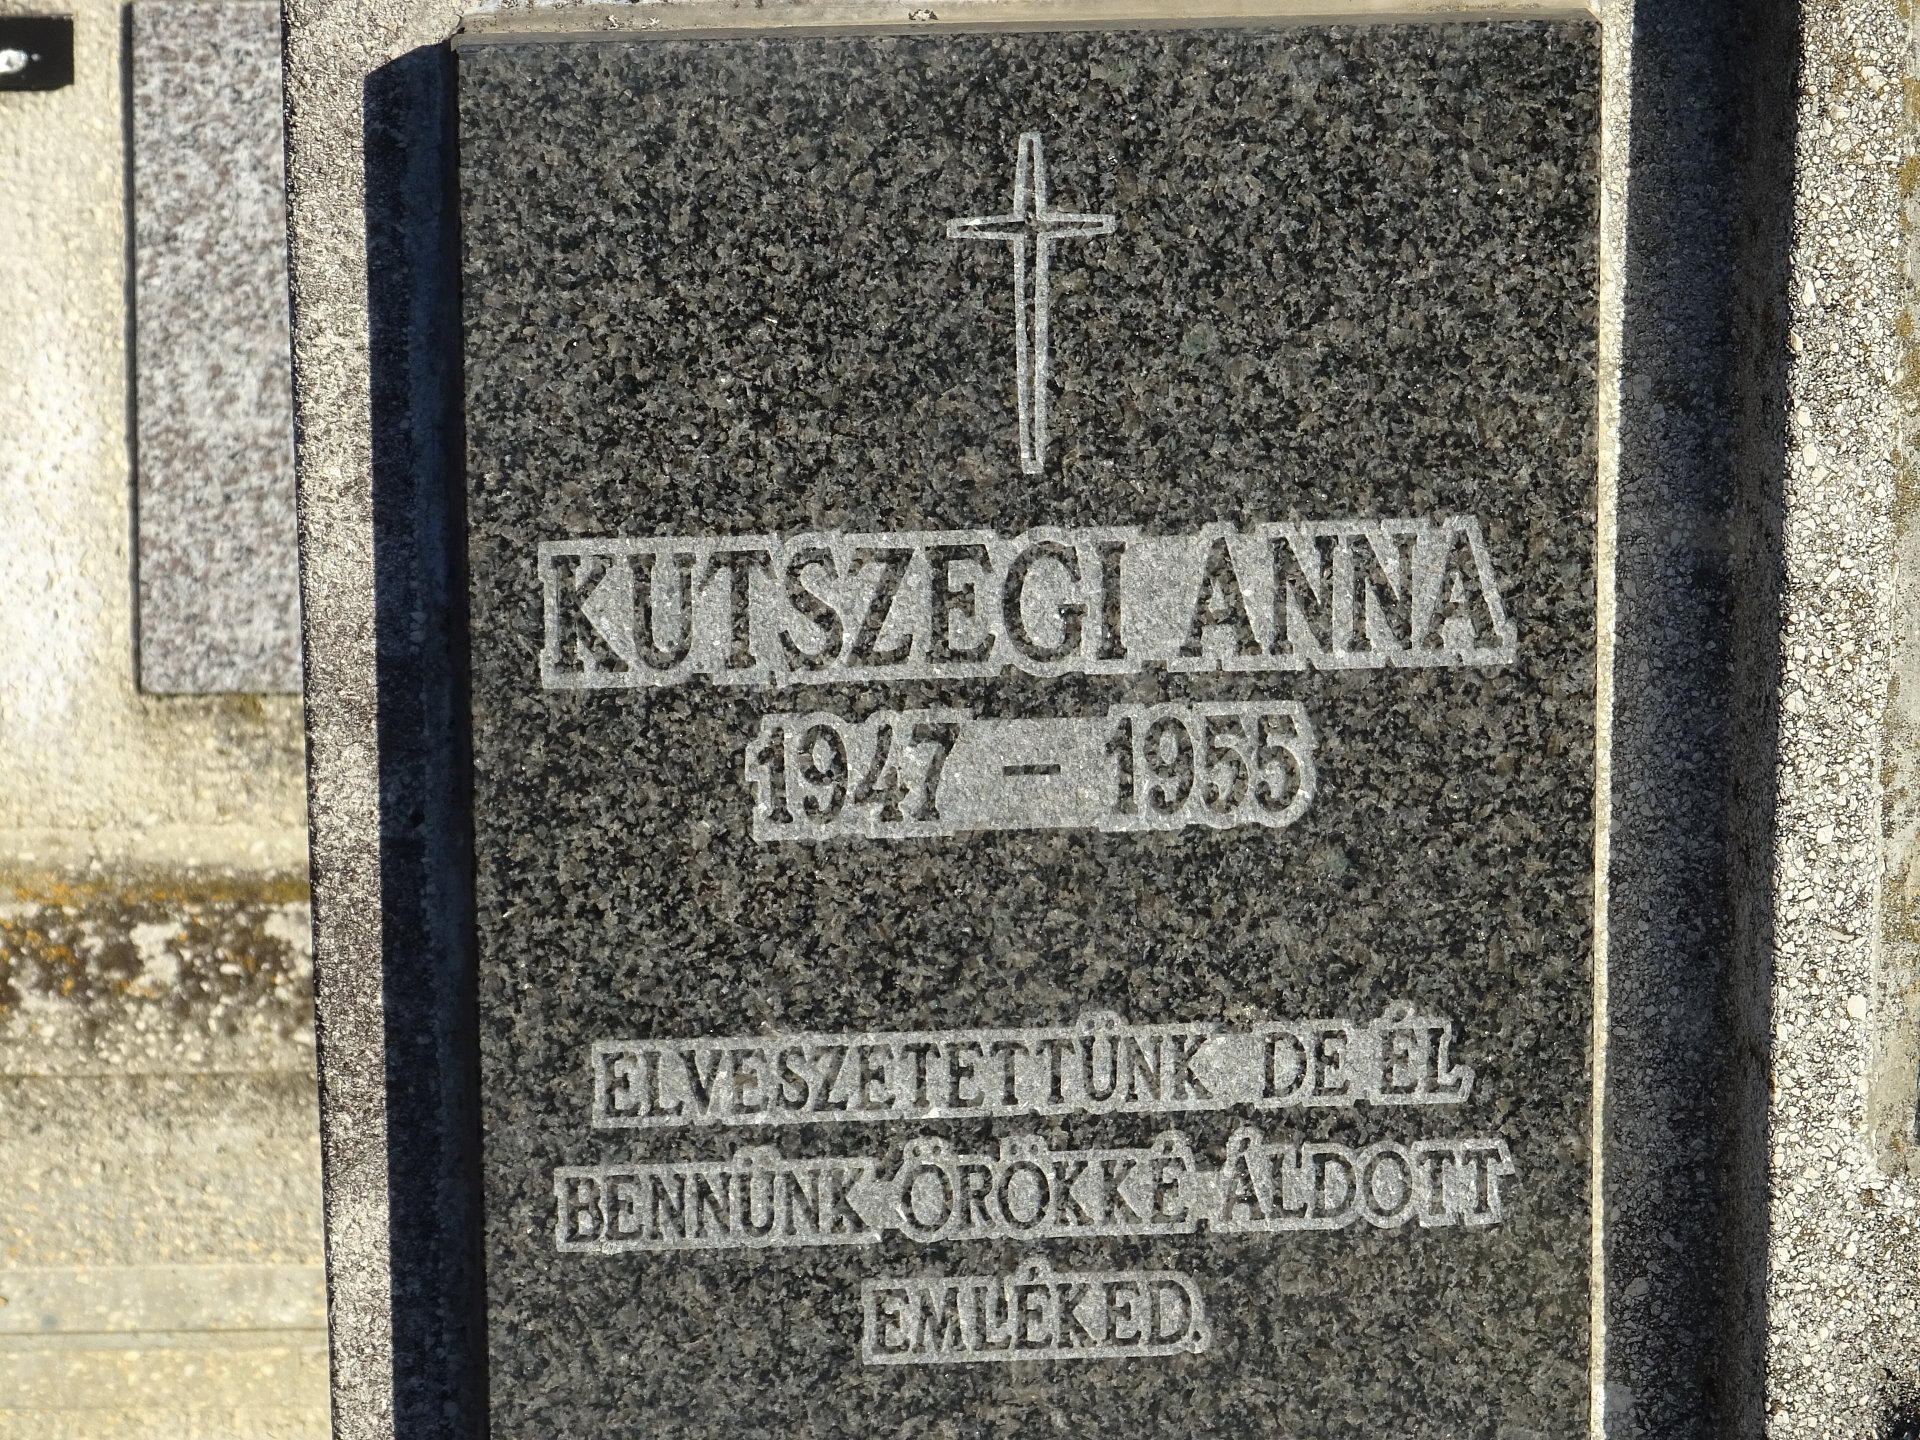 KUTSZEGI ANNA
1947 – 1955
ELVESZETETTÜNK DE ÉL
BENNÜNK ÖRÖKKÉ ÁLDOTT
EMLÉKED.